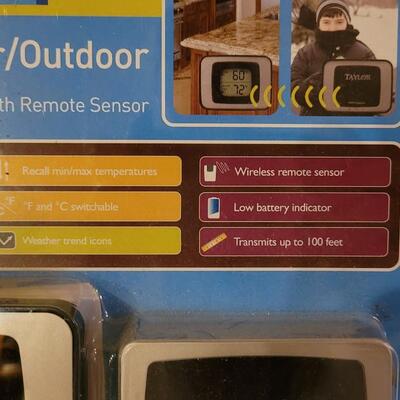 r/Outdoor
th Remote Sensor
60
72°
TAYLOR
Recall min/max temperatures
Wireless remote sensor
°F
°F and °C switchable
Low battery indicator
Weather trend icons
Transmits up to 100 feet